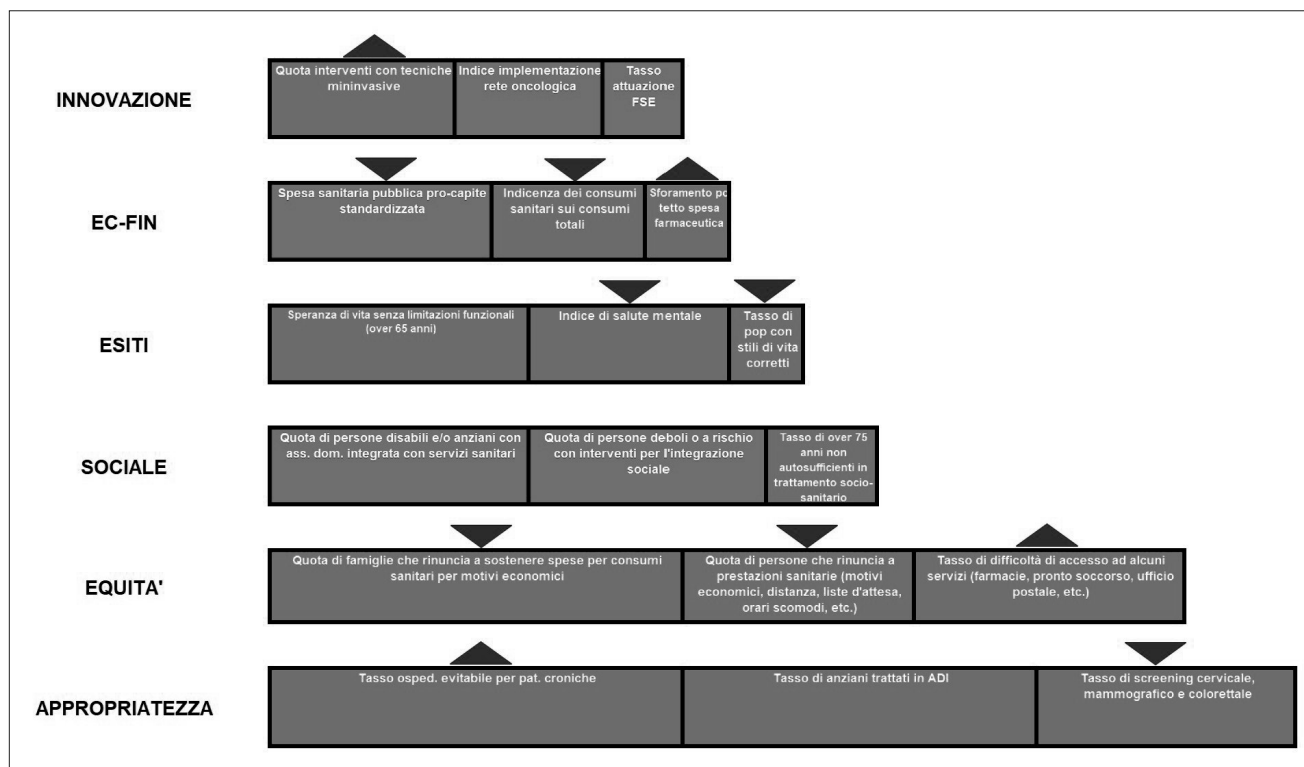 INNOVAZIONE
Quota interventi con tecniche
mininvasive
Indice implementazione
rete oncologica
Tasso
attuazione
FSE
EC-FIN
Spesa sanitaria pubblica pro-capite
standardizzata
Indicenza dei consumi
sanitari sui consumi
totali
Sforamento pc
tetto spesa
farmaceutica
ESITI
Speranza di vita senza limitazioni funzionali
(over 65 anni)
Indice di salute mentale
Tasso di
pop con
stili di vita
corretti
SOCIALE
Quota di persone disabili e/o anziani con
ass. dom. integrata con servizi sanitari
Quota di persone deboli o a rischio
con interventi per l'integrazione
sociale
Tasso di over 75
anni non
autosufficienti in
trattamento socio-
sanitario
EQUITA'
Quota di famiglie che rinuncia a sostenere spese per consumi
sanitari per motivi economici
Quota di persone che rinuncia a
prestazioni sanitarie (motivi
economici, distanza, liste d'attesa,
orari scomodi, etc.)
Tasso di difficoltà di accesso ad alcuni
servizi (farmacie, pronto soccorso, ufficio
postale, etc.)
APPROPRIATEZZA
Tasso osped. evitabile per pat. croniche
Tasso di anziani trattati in ADI
Tasso di screening cervicale,
mammografico e colorettale